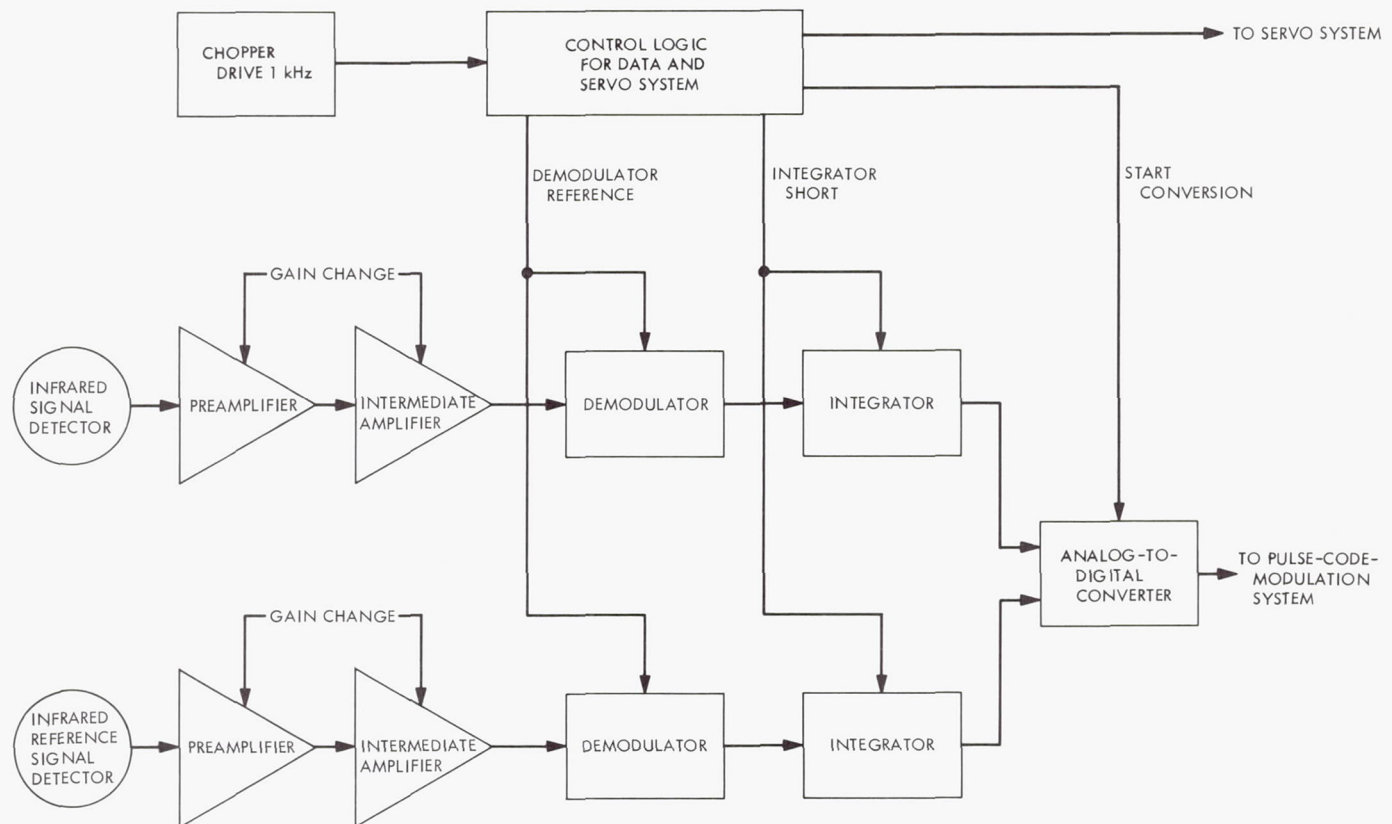 CHOPPER
DRIVE 1 kHz
CONTROL LOGIC
FOR DATA AND
SERVO SYSTEM
TO SERVO SYSTEM
DEMODULATOR
REFERENCE
INTEGRATOR
SHORT
START
CONVERSION
GAIN CHANGE
INFRARED
SIGNAL
DETECTOR
PREAMPLIFIER
INTERMEDIATE
AMPLIFIER
DEMODULATOR
INTEGRATOR
ANALOG-TO-
DIGITAL
CONVERTER
TO PULSE-CODE-
MODULATION
SYSTEM
GAIN CHANGE
INFRARED
REFERENCE
SIGNAL
DETECTOR
PREAMPLIFIER
INTERMEDIATE
AMPLIFIER
DEMODULATOR
INTEGRATOR